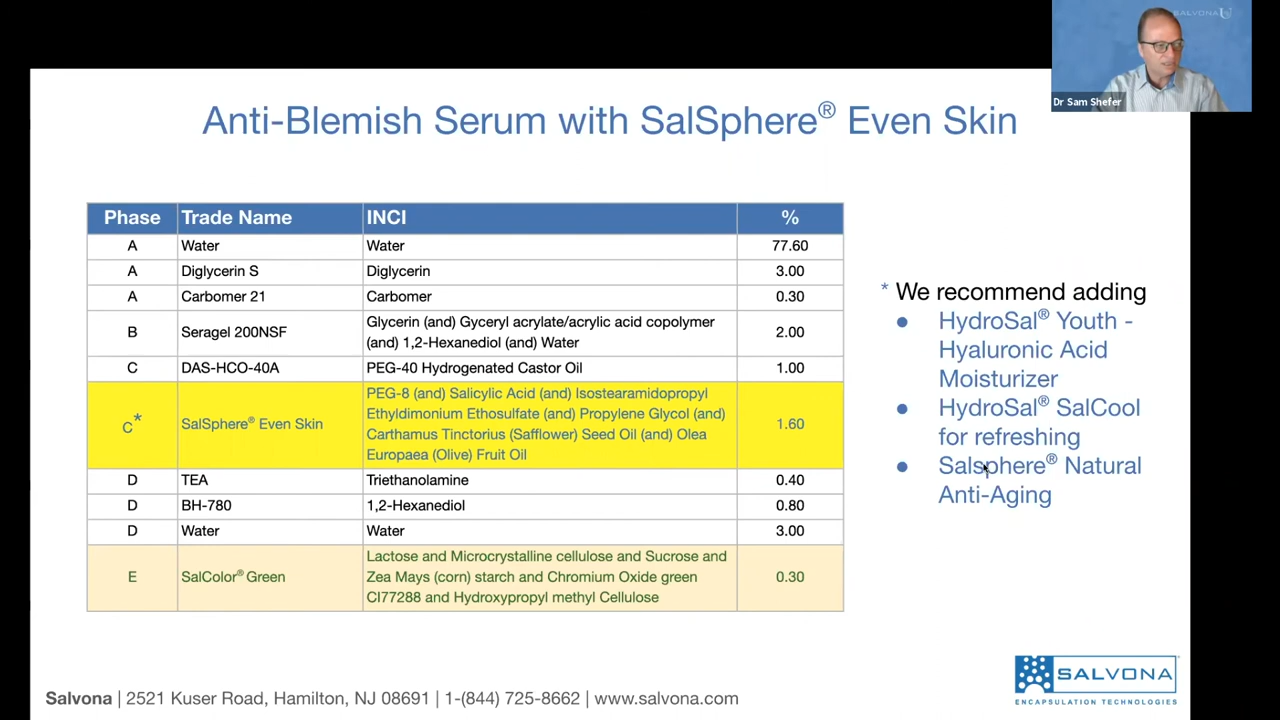 SALVONA U
Dr Sam Shefer
Anti-Blemish Serum with SalSphere® Even Skin
Phase Trade Name INCI %
A Water Water 77.60
A Diglycerin S Diglycerin 3.00
A Carbomer 21 Carbomer 0.30
B Seragel 200NSF Glycerin (and) Gyceryl acrylate/acrylic acid copolymer
(and) 1,2-Hexanediol (and) Water 2.00
C DAS-HCO-40A PEG-40 Hydrogenated Castor Oil 1.00
C* SalSphere® Even Skin PEG-8 (and) Salicylic Acid (and) Isostearamidopropyl
Ethyldimonium Ethosulfate (and) Propylene Glycol (and)
Carthamus Tinctorius (Safflower) Seed Oil (and) Olea
Europaea (Olive) Fruit Oil 1.60
D TEA Triethanolamine 0.40
D BH-780 1,2-Hexanediol 0.80
D Water Water 3.00
E SalColor® Green Lactose and Microcrystalline cellulose and Sucrose and
Zea Mays (corn) starch and Chromium Oxide green
CI77288 and Hydroxypropyl methyl Cellulose 0.30
* We recommend adding
● HydroSal® Youth -
Hyaluronic Acid
Moisturizer
● HydroSal® SalCool
for refreshing
● Salsphere® Natural
Anti-Aging
SALVONA
ENCAPSULATION TECHNOLOGIES
Salvona | 2521 Kuser Road, Hamilton, NJ 08691 | 1-(844) 725-8662 | www.salvona.com